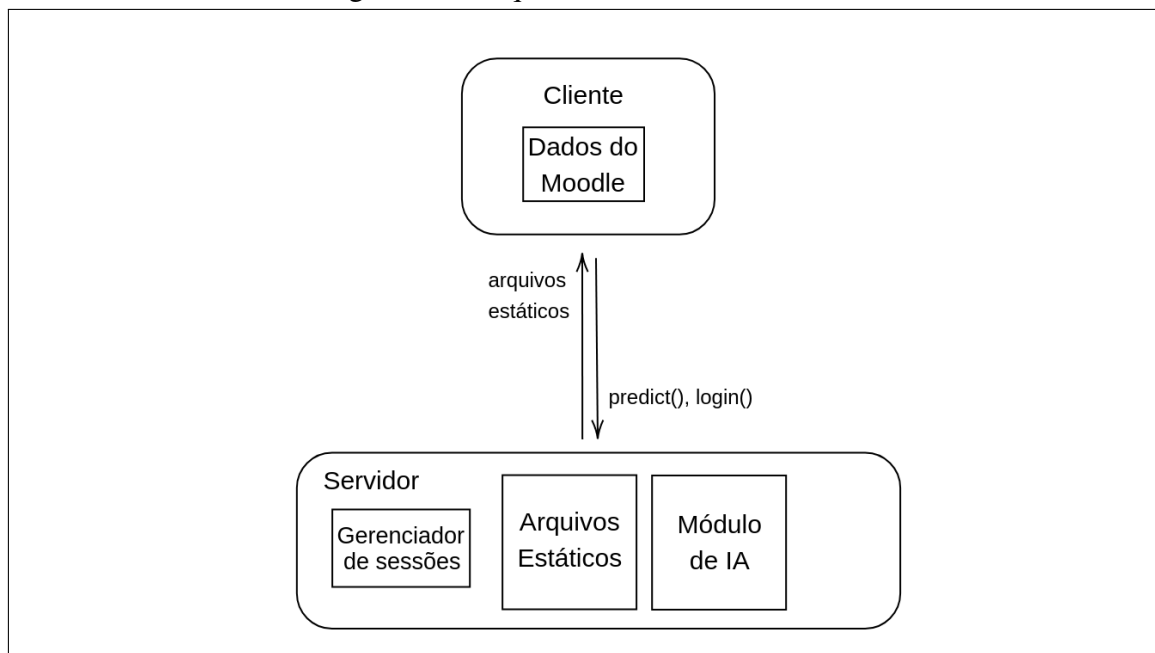 Cliente
Dados do
Moodle
arquivos
estáticos
predict(), login()
Servidor
Gerenciador
de sessões
Arquivos
Estáticos
Módulo
de IA